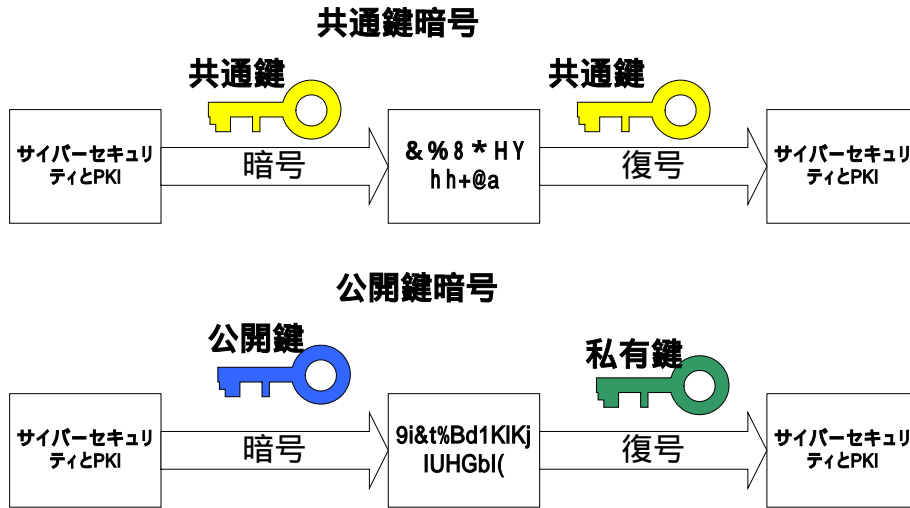 共通鍵暗号
共通鍵
共通鍵
サイバーセキュリ
ティとPKI
暗号
&%8*HY
hh+@a
復号
サイバーセキュリ
ティとPKI
公開鍵暗号
公開鍵
私有鍵
サイバーセキュリ
ティとPKI
暗号
9i&t%Bd1KlKj
IUHGbl(
復号
サイバーセキュリ
ティとPKI